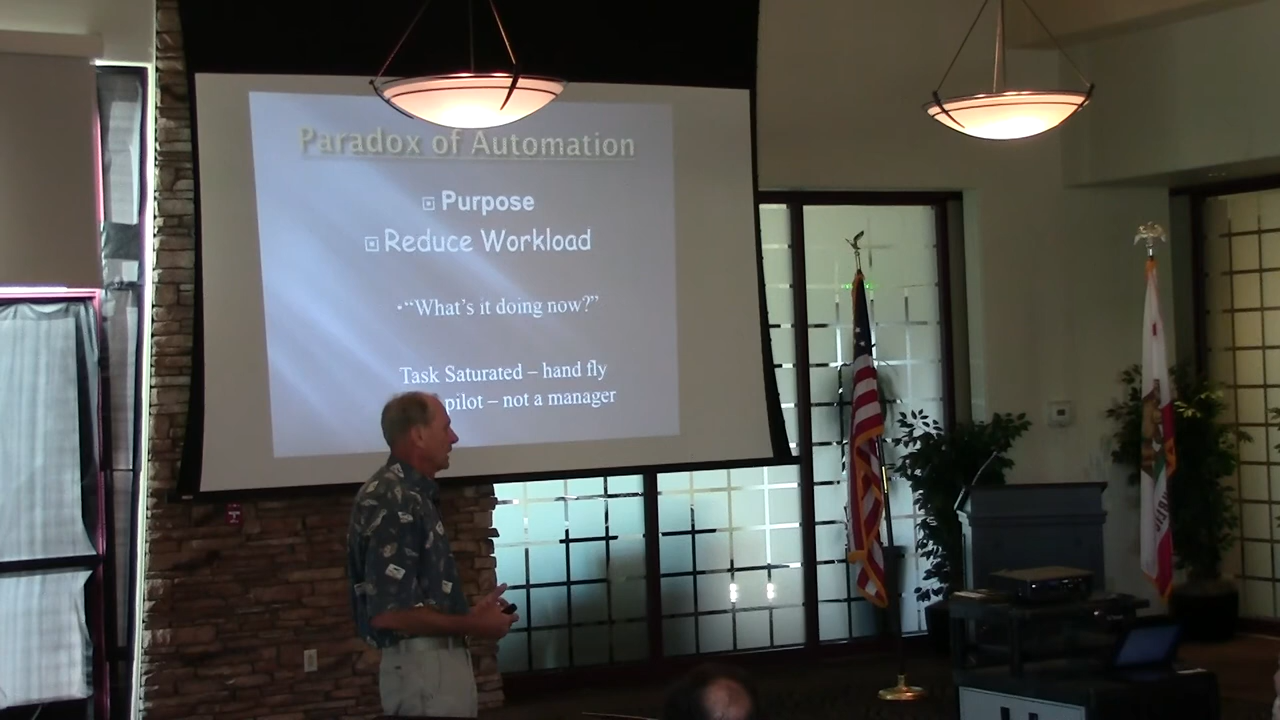 Paradox of Automation
Purpose
Reduce Workload
•“What’s it doing now?”
Task Saturated – hand fly
pilot – not a manager